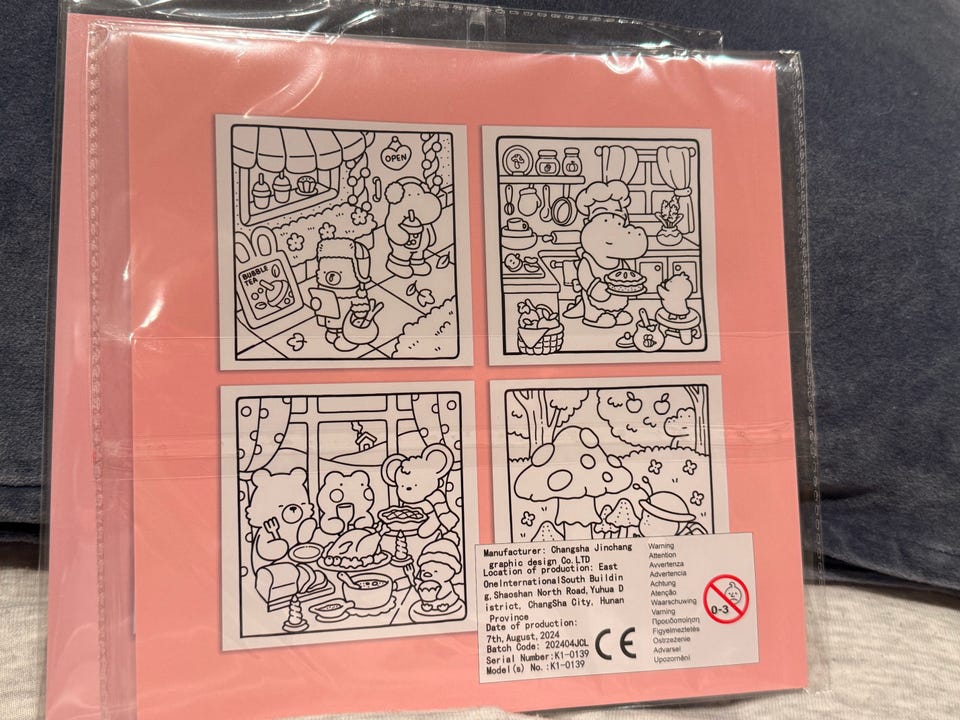 OPEN
BUBBLE
TEA
Manufacturer: Changsha Jinchang
graphic design Co.LTD
Location of production: East
OneInternationalSouth Buildin
g, Shaoshan North Road, Yuhua D
istrict, ChangSha City, Hunan
Province
Date of production:
7th, August, 2024
Batch Code: 202404JCL
Serial Number:K1-0139
Model(s) No.:K1-0139
CE
Warning
Attention
Avvertenza
Advertencia
Achtung
Atenção
Waarschuwing
Varning
Προειδοποίηση
Figyelmeztetés
Ostrzeżenie
Advarsel
Upozornění
0-3